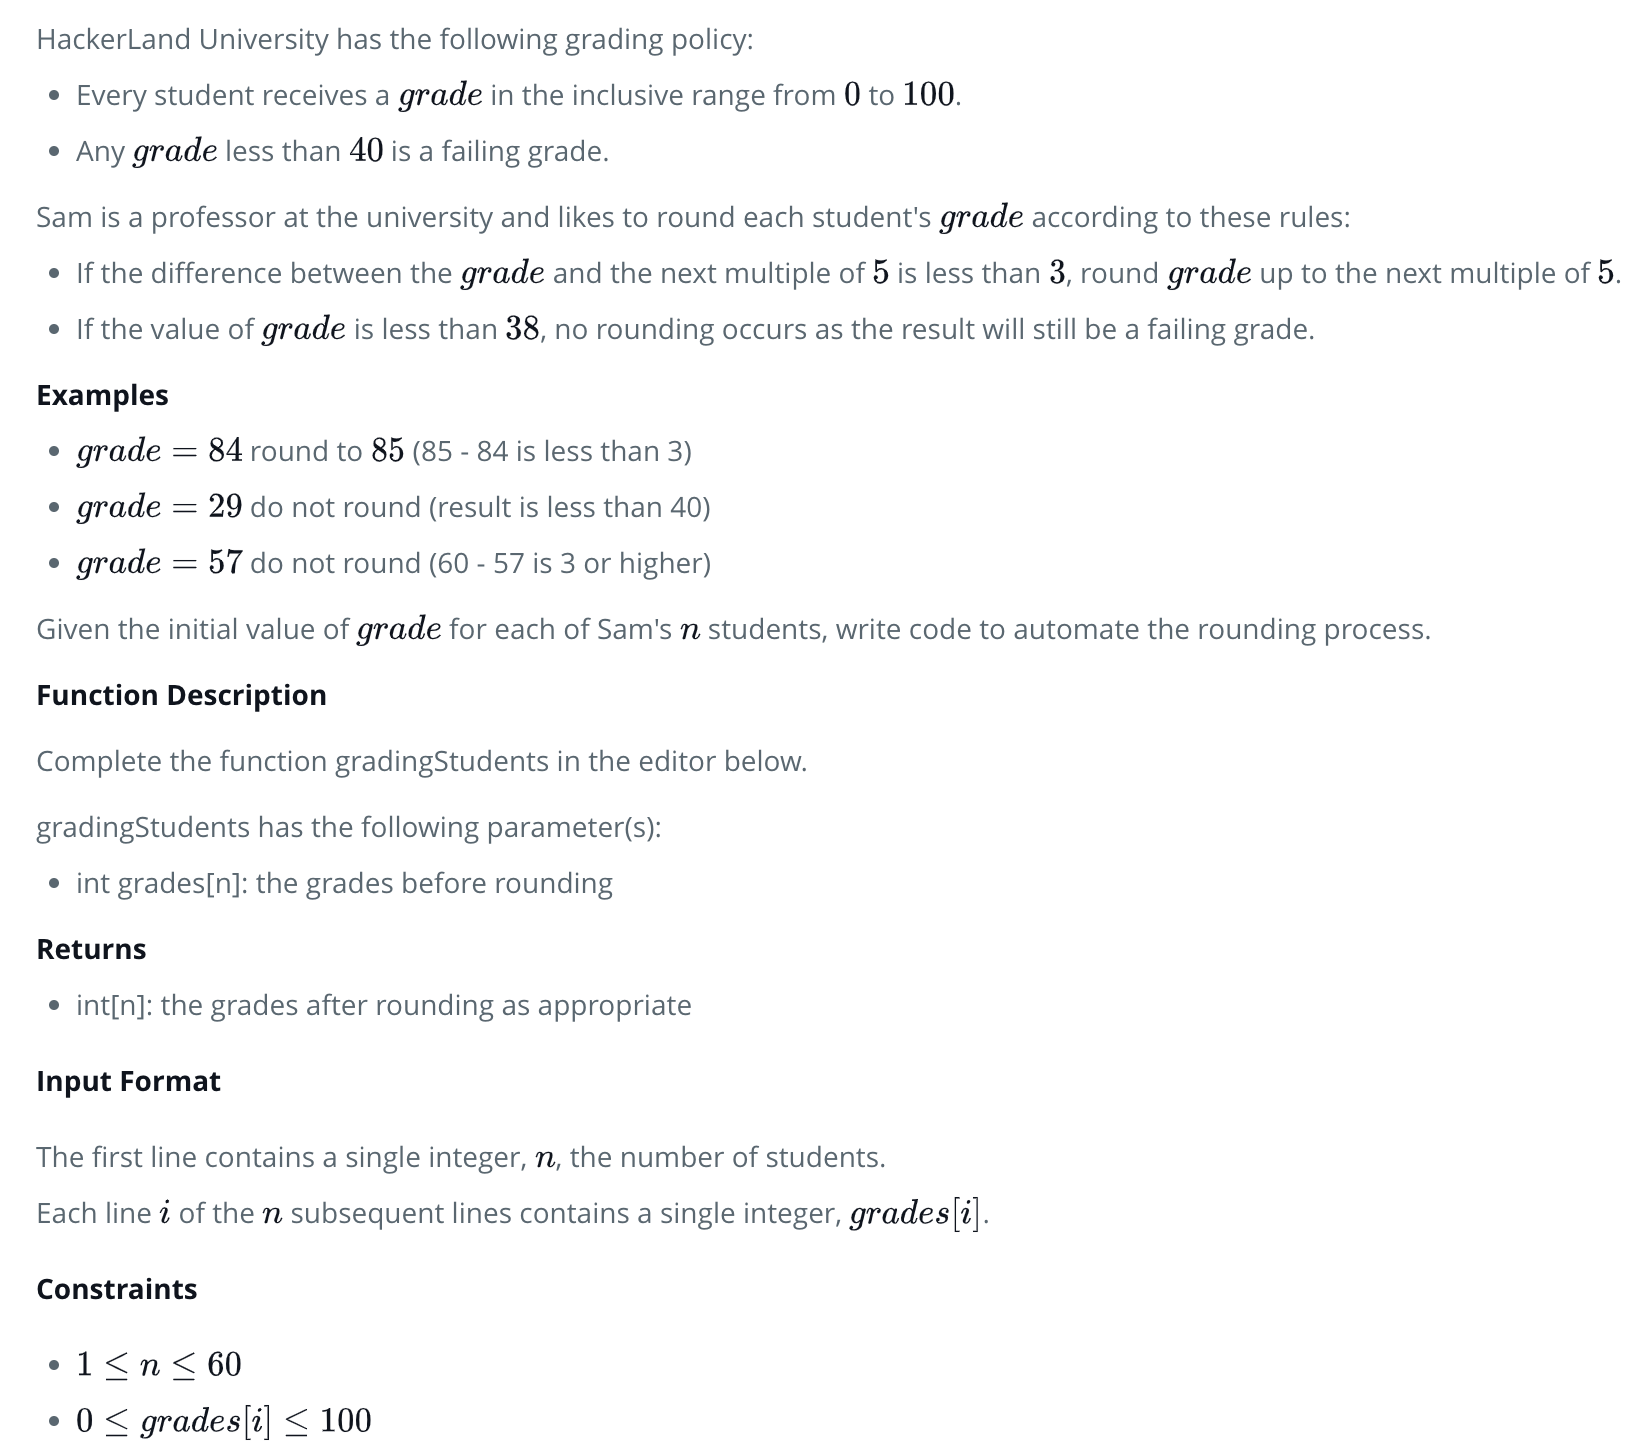 HackerLand University has the following grading policy:
• Every student receives a grade in the inclusive range from 0 to 100.
• Any grade less than 40 is a failing grade.
Sam is a professor at the university and likes to round each student's grade according to these rules:
• If the difference between the grade and the next multiple of 5 is less than 3, round grade up to the next multiple of 5.
• If the value of grade is less than 38, no rounding occurs as the result will still be a failing grade.
Examples
• grade = 84 round to 85 (85 - 84 is less than 3)
• grade = 29 do not round (result is less than 40)
• grade = 57 do not round (60 - 57 is 3 or higher)
Given the initial value of grade for each of Sam's n students, write code to automate the rounding process.
Function Description
Complete the function gradingStudents in the editor below.
gradingStudents has the following parameter(s):
• int grades[n]: the grades before rounding
Returns
• int[n]: the grades after rounding as appropriate
Input Format
The first line contains a single integer, n, the number of students.
Each line i of the n subsequent lines contains a single integer, grades[i].
Constraints
• 1 ≤ n ≤ 60
• 0 ≤ grades[i] ≤ 100